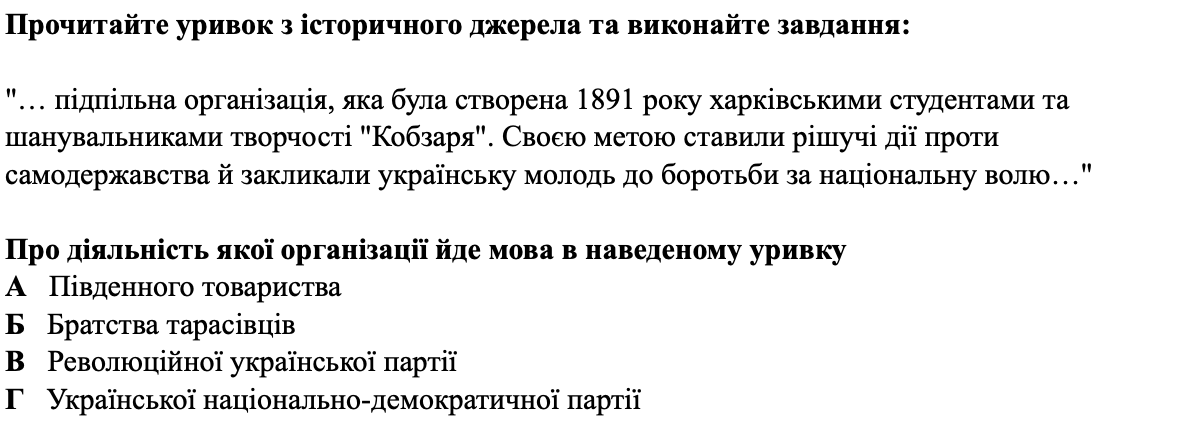 Прочитайте уривок з історичного джерела та виконайте завдання:
"… підпільна організація, яка була створена 1891 року харківськими студентами та
шанувальниками творчості "Кобзаря". Своєю метою ставили рішучі дії проти
самодержавства й закликали українську молодь до боротьби за національну волю…"
Про діяльність якої організації йде мова в наведеному уривку
А Південного товариства
Б Братства тарасівців
В Революційної української партії
Г Української національно-демократичної партії